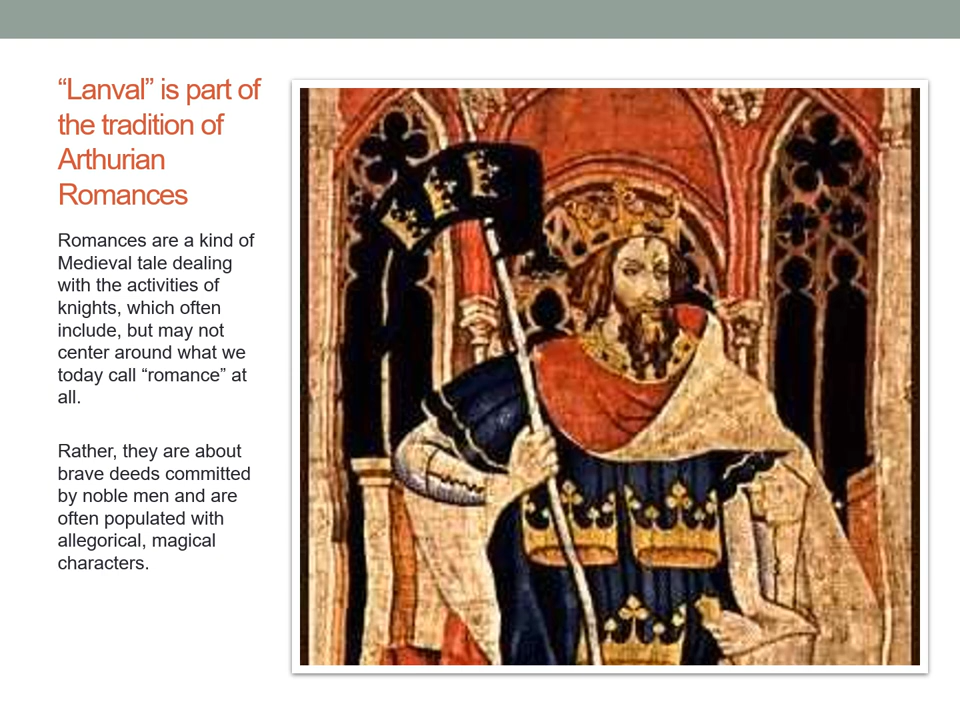 “Lanval” is part of
the tradition of
Arthurian
Romances
Romances are a kind of
Medieval tale dealing
with the activities of
knights, which often
include, but may not
center around what we
today call “romance” at
all.
Rather, they are about
brave deeds committed
by noble men and are
often populated with
allegorical, magical
characters.